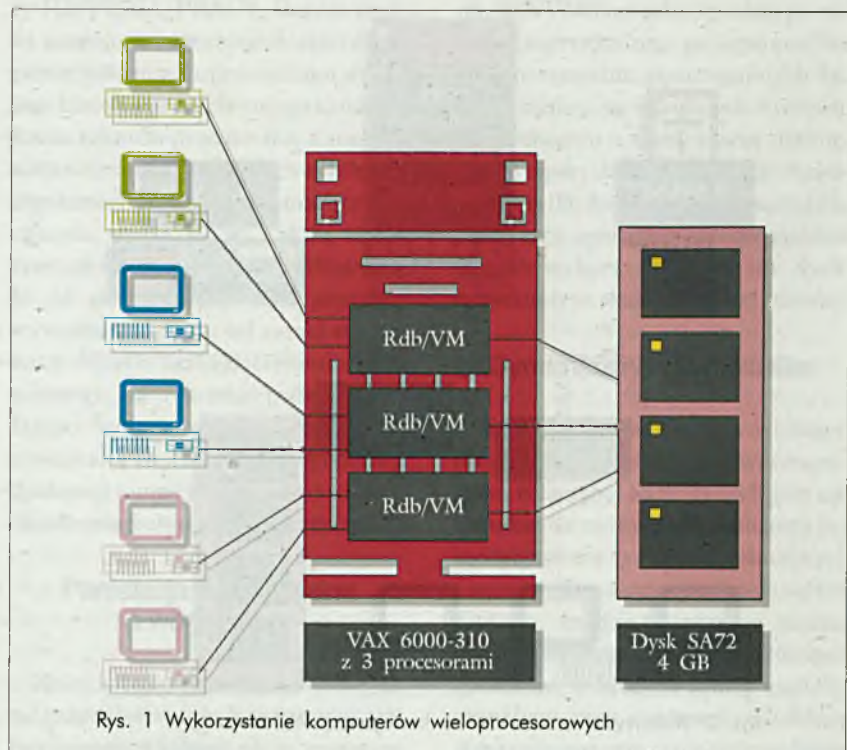 Rdb/VM
Rdb/VM
Rdb/VM
VAX 6000-310
z 3 procesorami
Dysk SA72
4 GB
Rys. 1 Wykorzystanie komputerów wieloprocesorowych